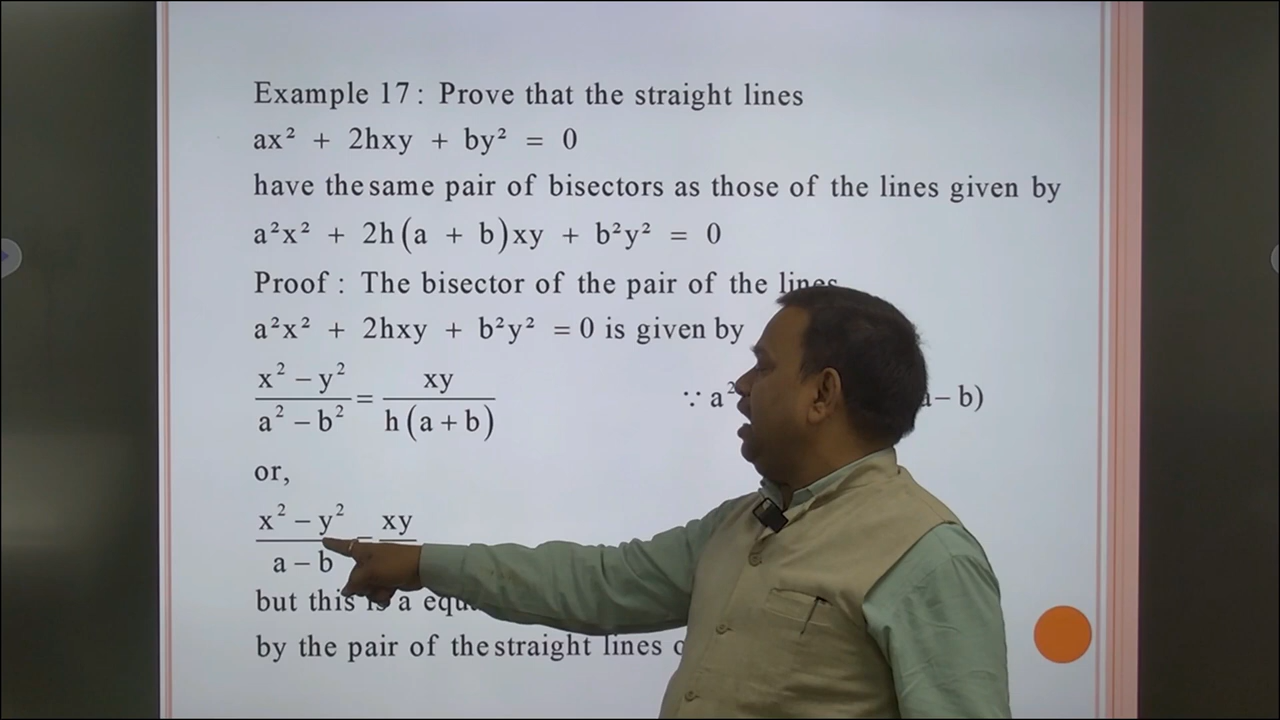 Example 17 : Prove that the straight lines
ax² + 2hxy + by² = 0
have the same pair of bisectors as those of the lines given by
a²x² + 2h(a + b)xy + b²y² = 0
Proof : The bisector of the pair of the lines
a²x² + 2hxy + b²y² = 0 is given by
(x² − y²)/(a² − b²) = xy/(h(a + b)) ∵ a² − b)
or,
(x² − y²)/(a − b) = xy
but this is a
by the pair of the straight lines